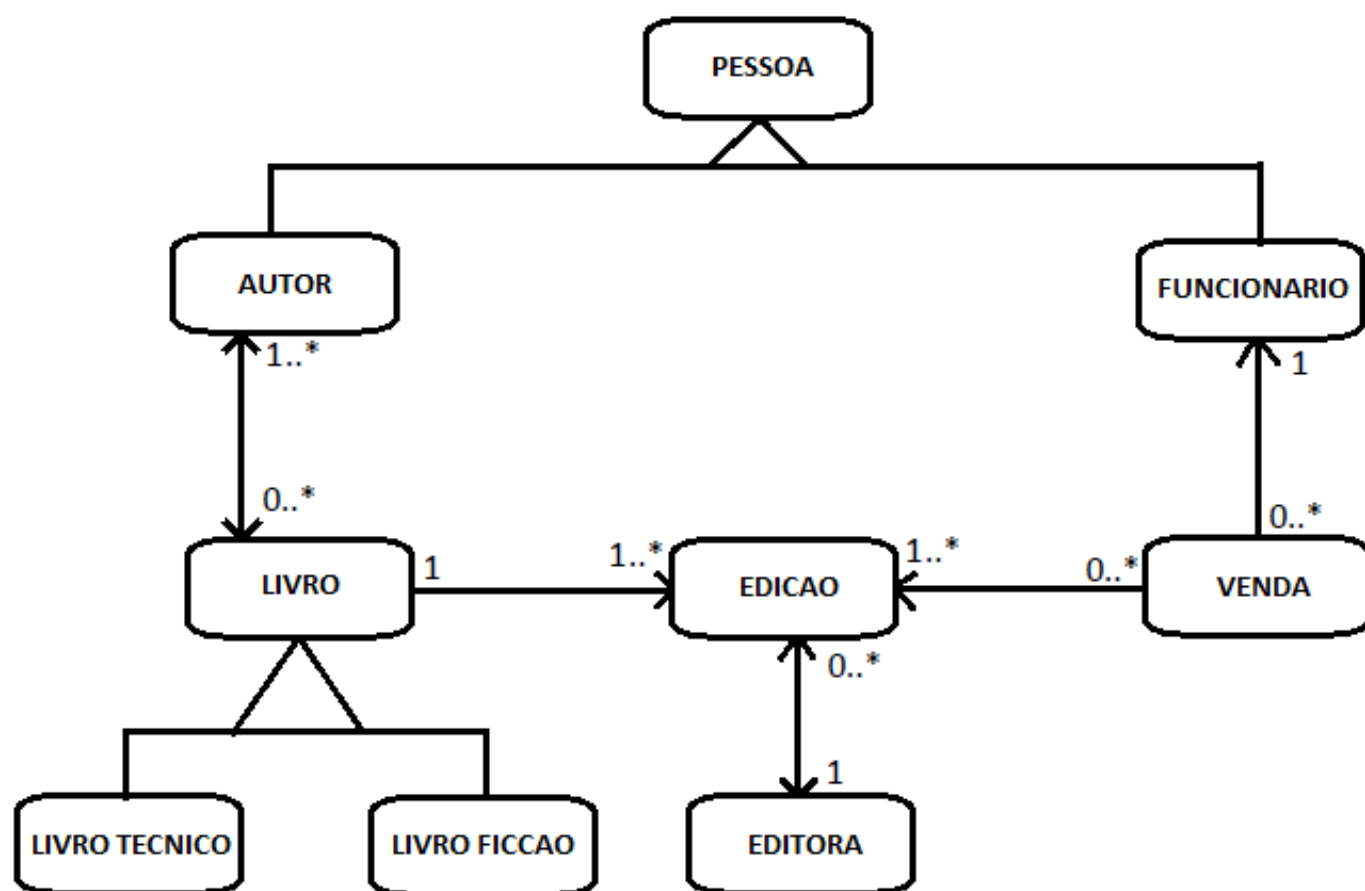 PESSOA
AUTOR
FUNCIONARIO
1..*
1
0..*
0..*
LIVRO
1
1..*
EDICAO
1..*
0..*
VENDA
0..*
1
LIVRO TECNICO
LIVRO FICCAO
EDITORA